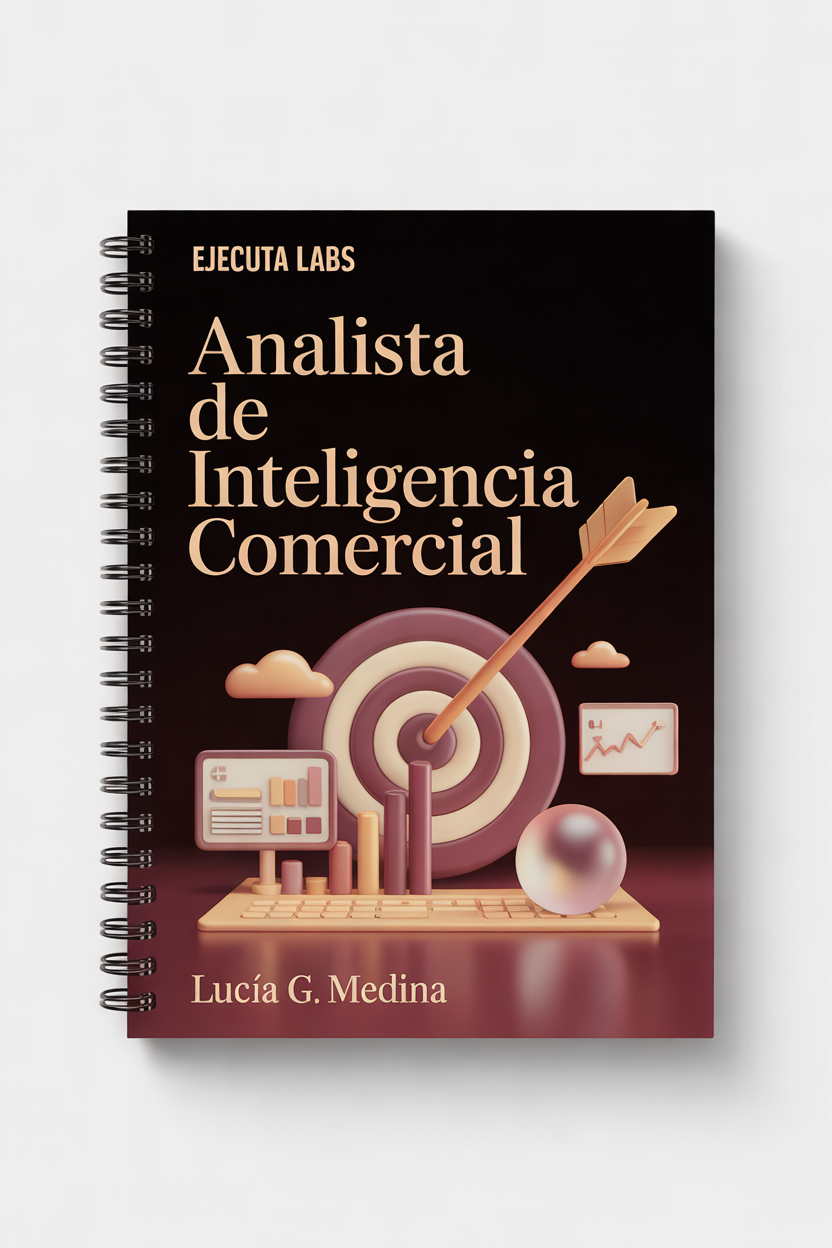 EJECUTA LABS
Analista
de
Inteligencia
Comercial
Lucía G. Medina